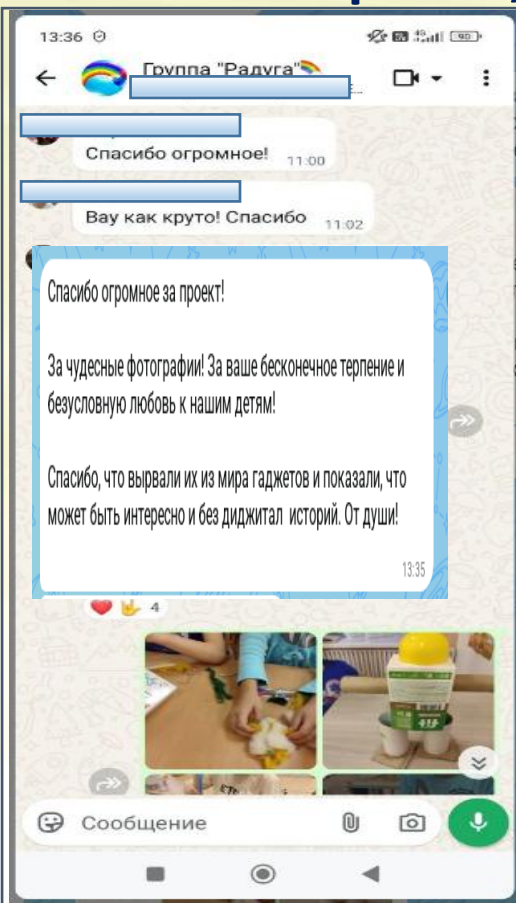 13:36
4G
90
Группа "Радуга"
Спасибо огромное!
11:00
Вау как круто! Спасибо
11:02
Спасибо огромное за проект!
За чудесные фотографии! За ваше бесконечное терпение и
безусловную любовь к нашим детям!
Спасибо, что вырвали их из мира гаджетов и показали, что
может быть интересно и без диджитал историй. От души!
13:35
4
Сообщение